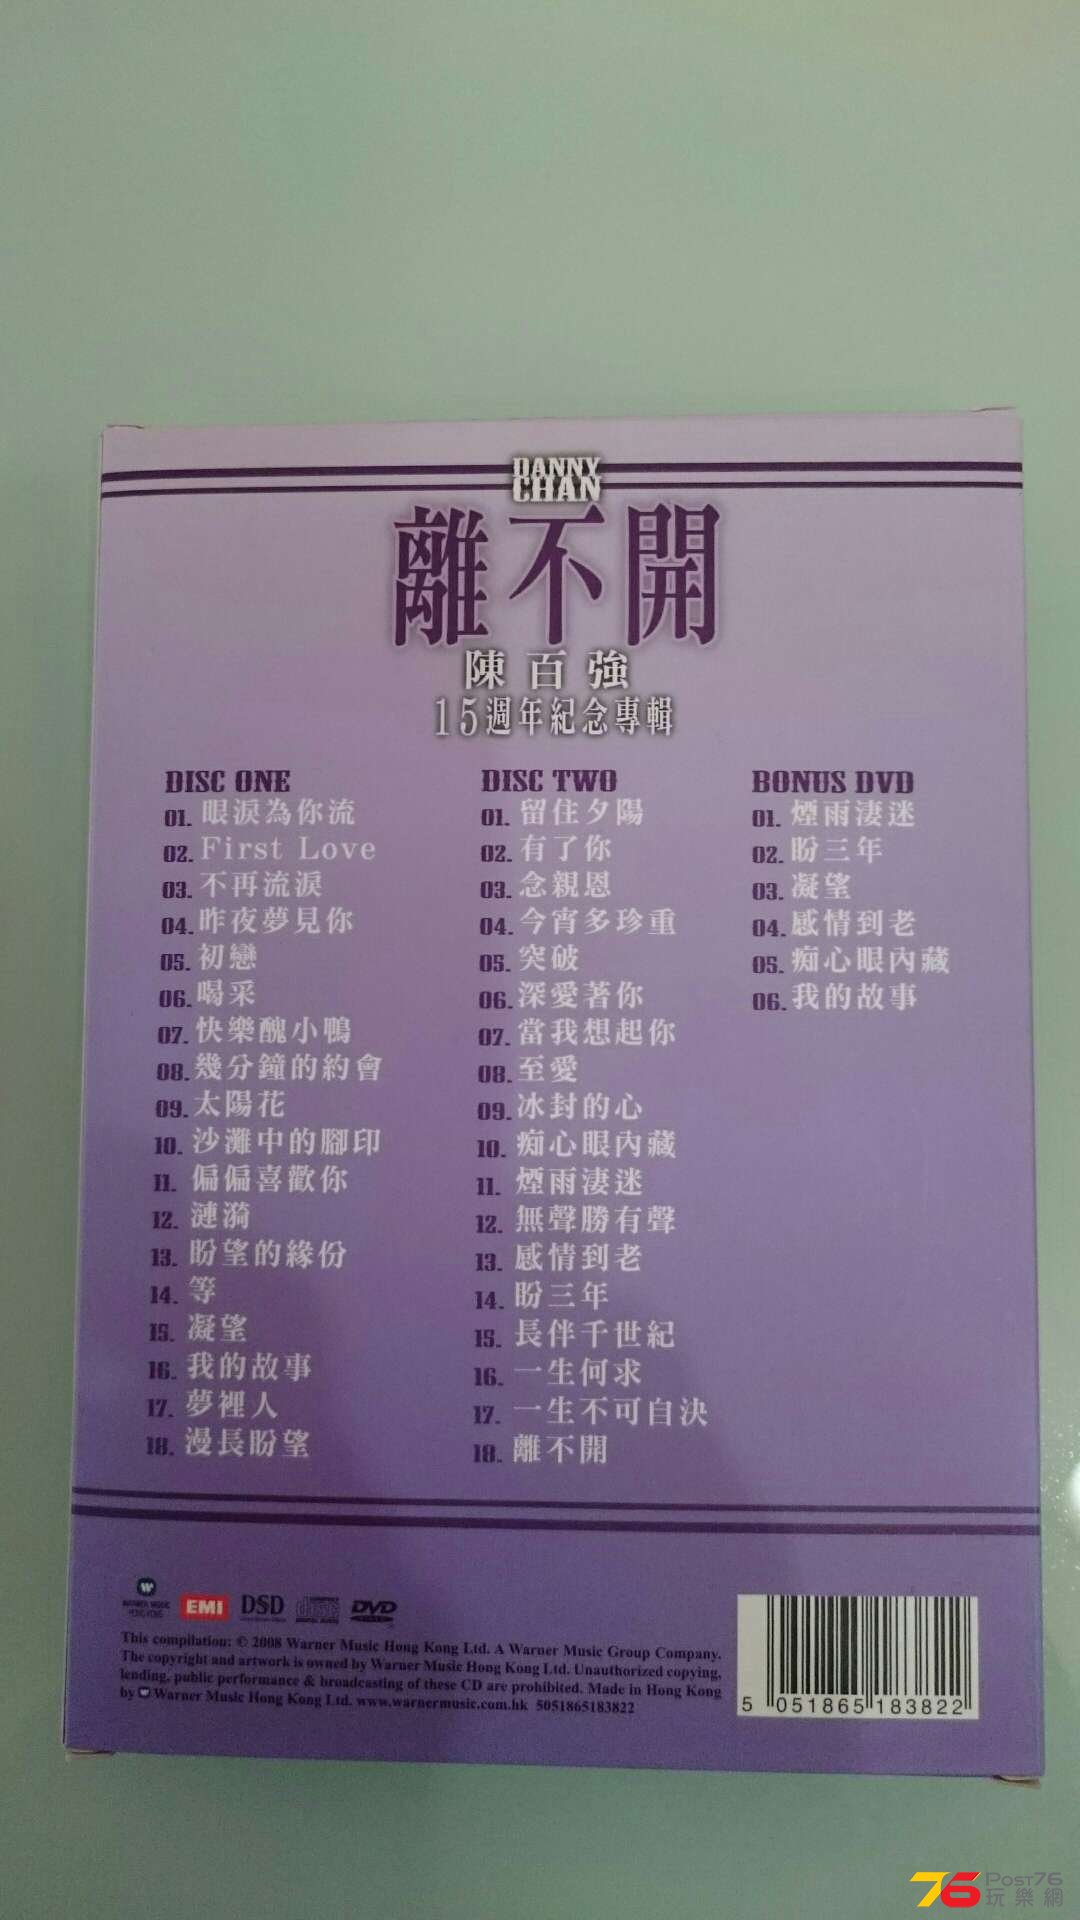 DANNY
CHAN
離不開
陳百強
15週年紀念專輯
DISC ONE
01. 眼淚為你流
02. First Love
03. 不再流淚
04. 昨夜夢見你
05. 初戀
06. 喝采
07. 快樂醜小鴨
08. 幾分鐘的約會
09. 太陽花
10. 沙灘中的腳印
11. 偏偏喜歡你
12. 漣漪
13. 盼望的緣份
14. 等
15. 凝望
16. 我的故事
17. 夢裡人
18. 漫長盼望
DISC TWO
01. 留住夕陽
02. 有了你
03. 念親恩
04. 今宵多珍重
05. 突破
06. 深愛著你
07. 當我想起你
08. 至愛
09. 冰封的心
10. 痴心眼內藏
11. 煙雨淒迷
12. 無聲勝有聲
13. 感情到老
14. 盼三年
15. 長伴千世紀
16. 一生何求
17. 一生不可自決
18. 離不開
BONUS DVD
01. 煙雨淒迷
02. 盼三年
03. 凝望
04. 感情到老
05. 痴心眼內藏
06. 我的故事
WARNER MUSIC
HONG KONG
EMI
DSD
disc
DVD
This compilation: © 2008 Warner Music Hong Kong Ltd. A Warner Music Group Company.
The copyright and artwork is owned by Warner Music Hong Kong Ltd. Unauthorized copying,
lending, public performance & broadcasting of these CD are prohibited. Made in Hong Kong
by Warner Music Hong Kong Ltd. www.warnermusic.com.hk 5051865183822
5 051865 183822
76 POST76
玩樂網